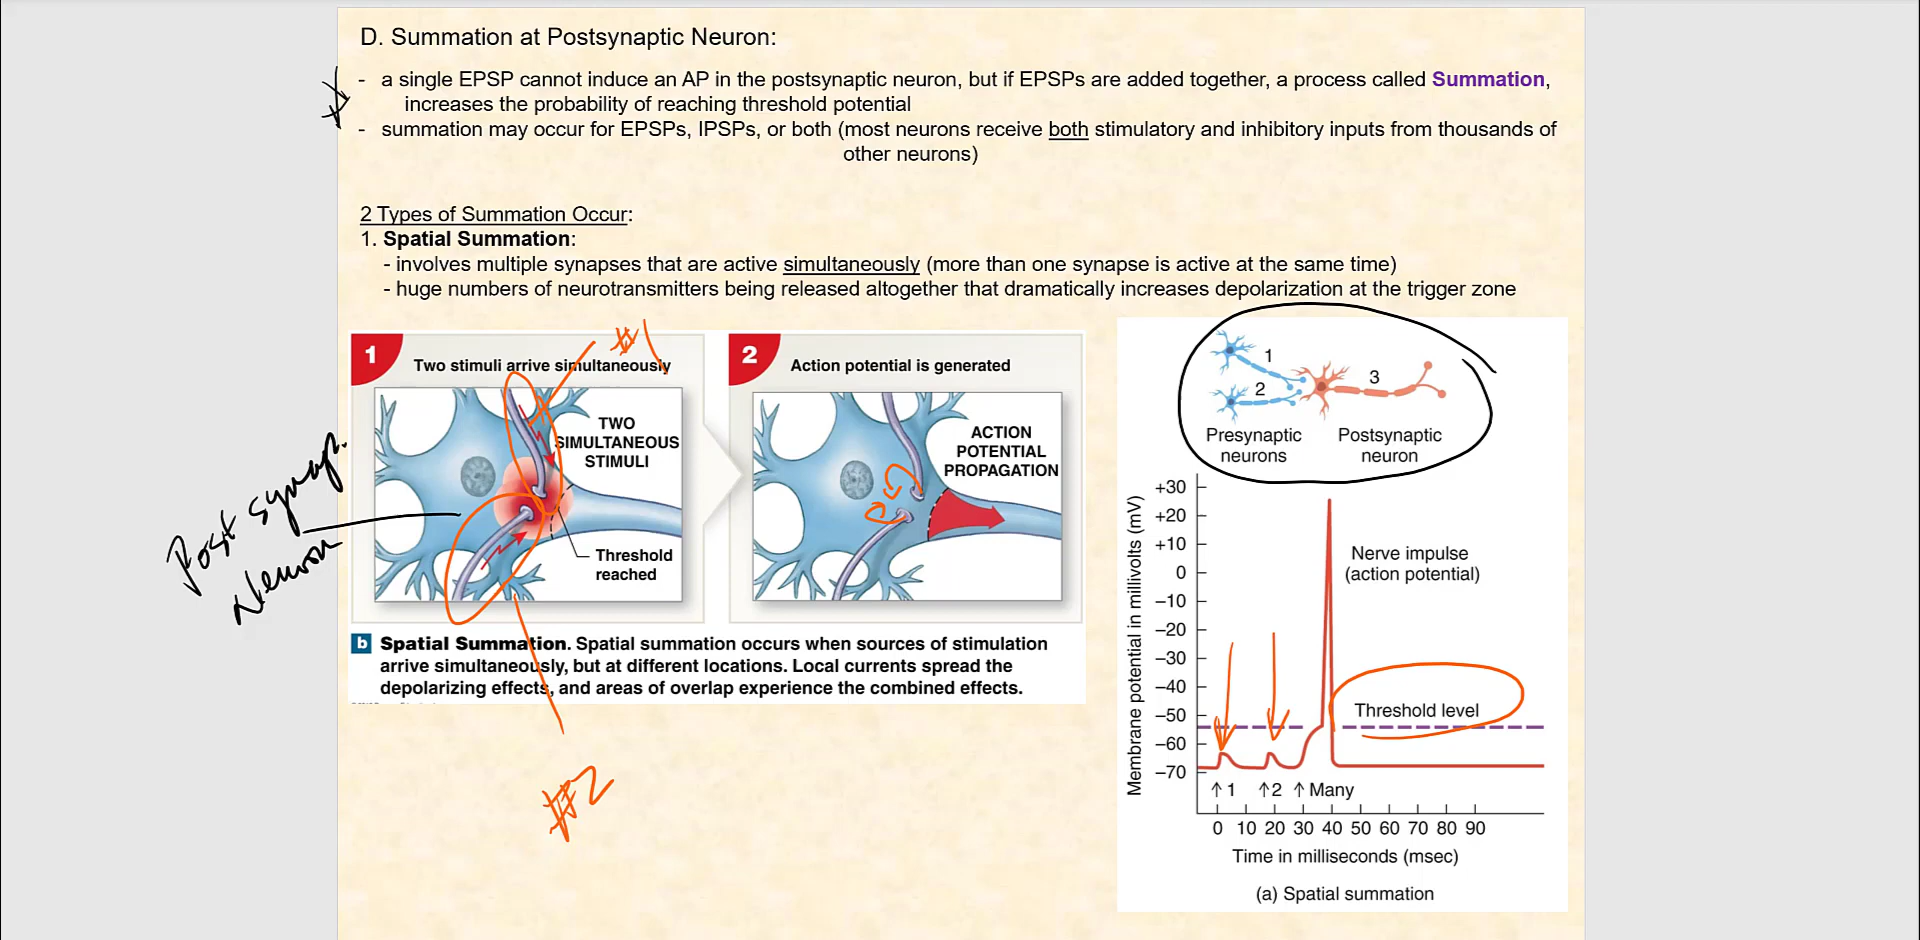 D. Summation at Postsynaptic Neuron:
- a single EPSP cannot induce an AP in the postsynaptic neuron, but if EPSPs are added together, a process called Summation,
increases the probability of reaching threshold potential
- summation may occur for EPSPs, IPSPs, or both (most neurons receive both stimulatory and inhibitory inputs from thousands of
other neurons)
2 Types of Summation Occur:
1. Spatial Summation:
- involves multiple synapses that are active simultaneously (more than one synapse is active at the same time)
- huge numbers of neurotransmitters being released altogether that dramatically increases depolarization at the trigger zone
#1
1
Two stimuli arrive simultaneously
TWO
SIMULTANEOUS
STIMULI
Threshold
reached
Post synap.
Neuron
2
Action potential is generated
ACTION
POTENTIAL
PROPAGATION
b Spatial Summation. Spatial summation occurs when sources of stimulation
arrive simultaneously, but at different locations. Local currents spread the
depolarizing effects, and areas of overlap experience the combined effects.
#2
1
2
3
Presynaptic
neurons
Postsynaptic
neuron
Membrane potential in millivolts (mV)
+30
+20
+10
0
–10
–20
–30
–40
–50
–60
–70
Nerve impulse
(action potential)
Threshold level
↑1 ↑2 ↑Many
0 10 20 30 40 50 60 70 80 90
Time in milliseconds (msec)
(a) Spatial summation